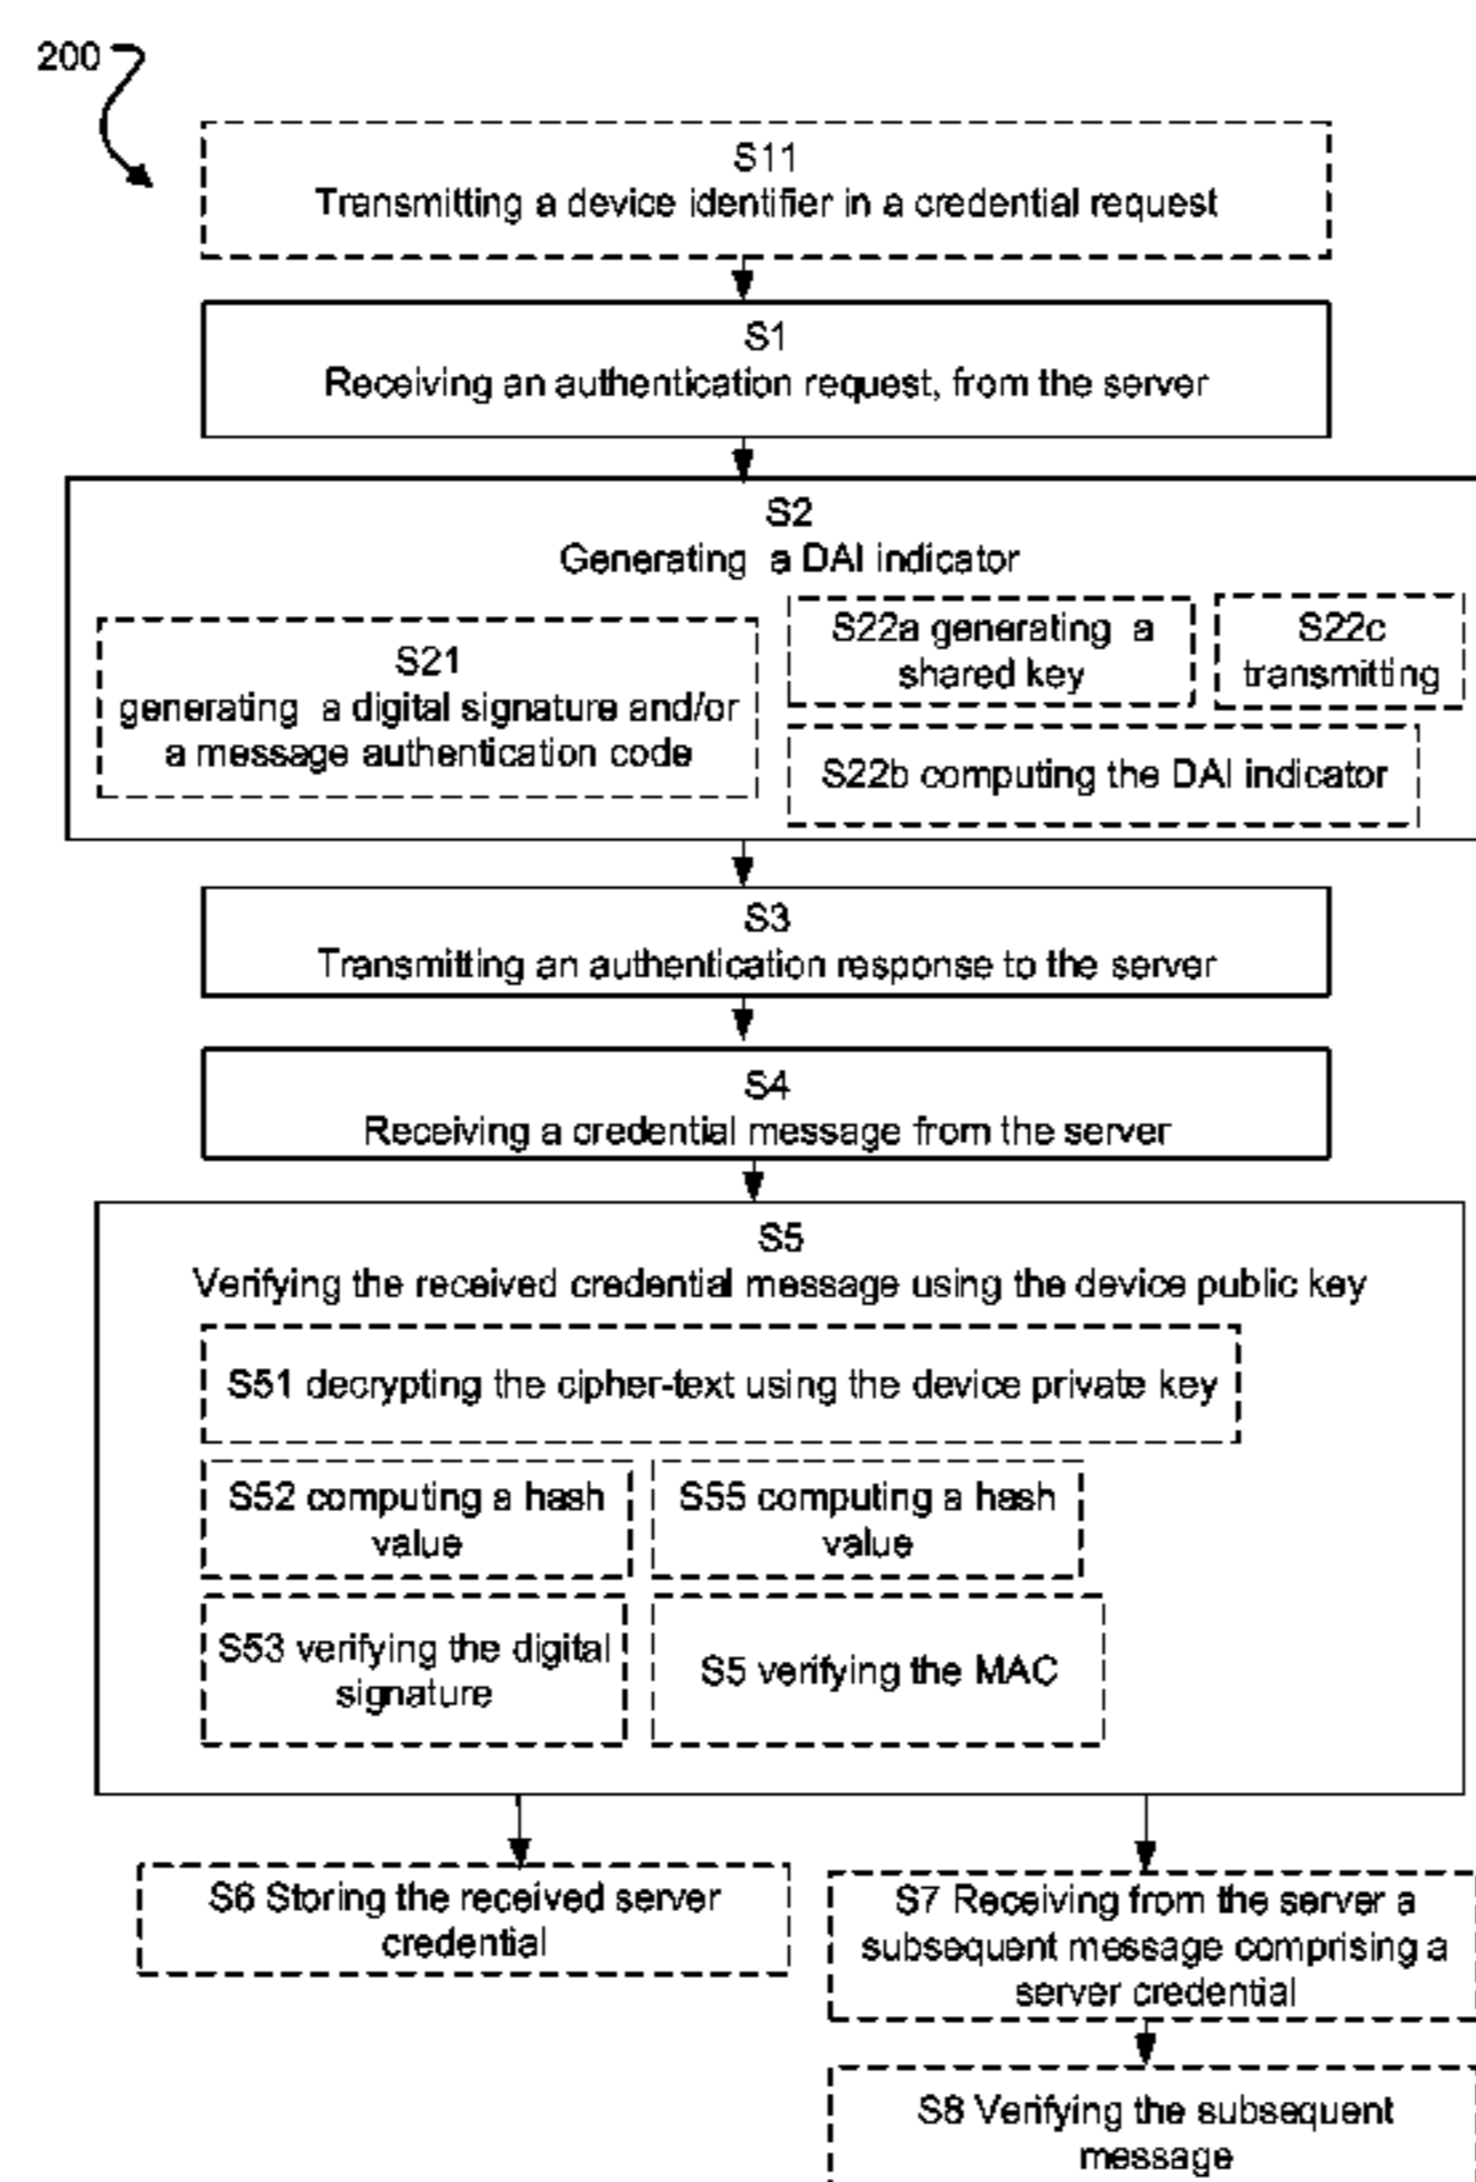 200
S11
Transmitting a device identifier in a credential request
S1
Receiving an authentication request, from the server
S2
Generating a DAI indicator
S21
generating a digital signature and/or
a message authentication code
S22a generating a
shared key
S22c
transmitting
S22b computing the DAI indicator
S3
Transmitting an authentication response to the server
S4
Receiving a credential message from the server
S5
Verifying the received credential message using the device public key
S51 decrypting the cipher-text using the device private key
S52 computing a hash
value
S55 computing a hash
value
S53 verifying the digital
signature
S5 verifying the MAC
S6 Storing the received server
credential
S7 Receiving from the server a
subsequent message comprising a
server credential
S8 Verifying the subsequent
message